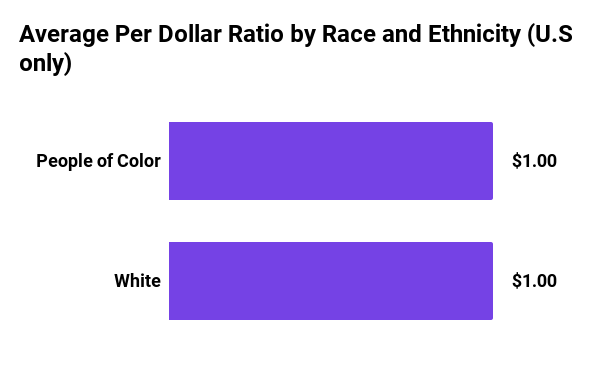 Average Per Dollar Ratio by Race and Ethnicity (U.S
only)
People of Color
$1.00
White
$1.00